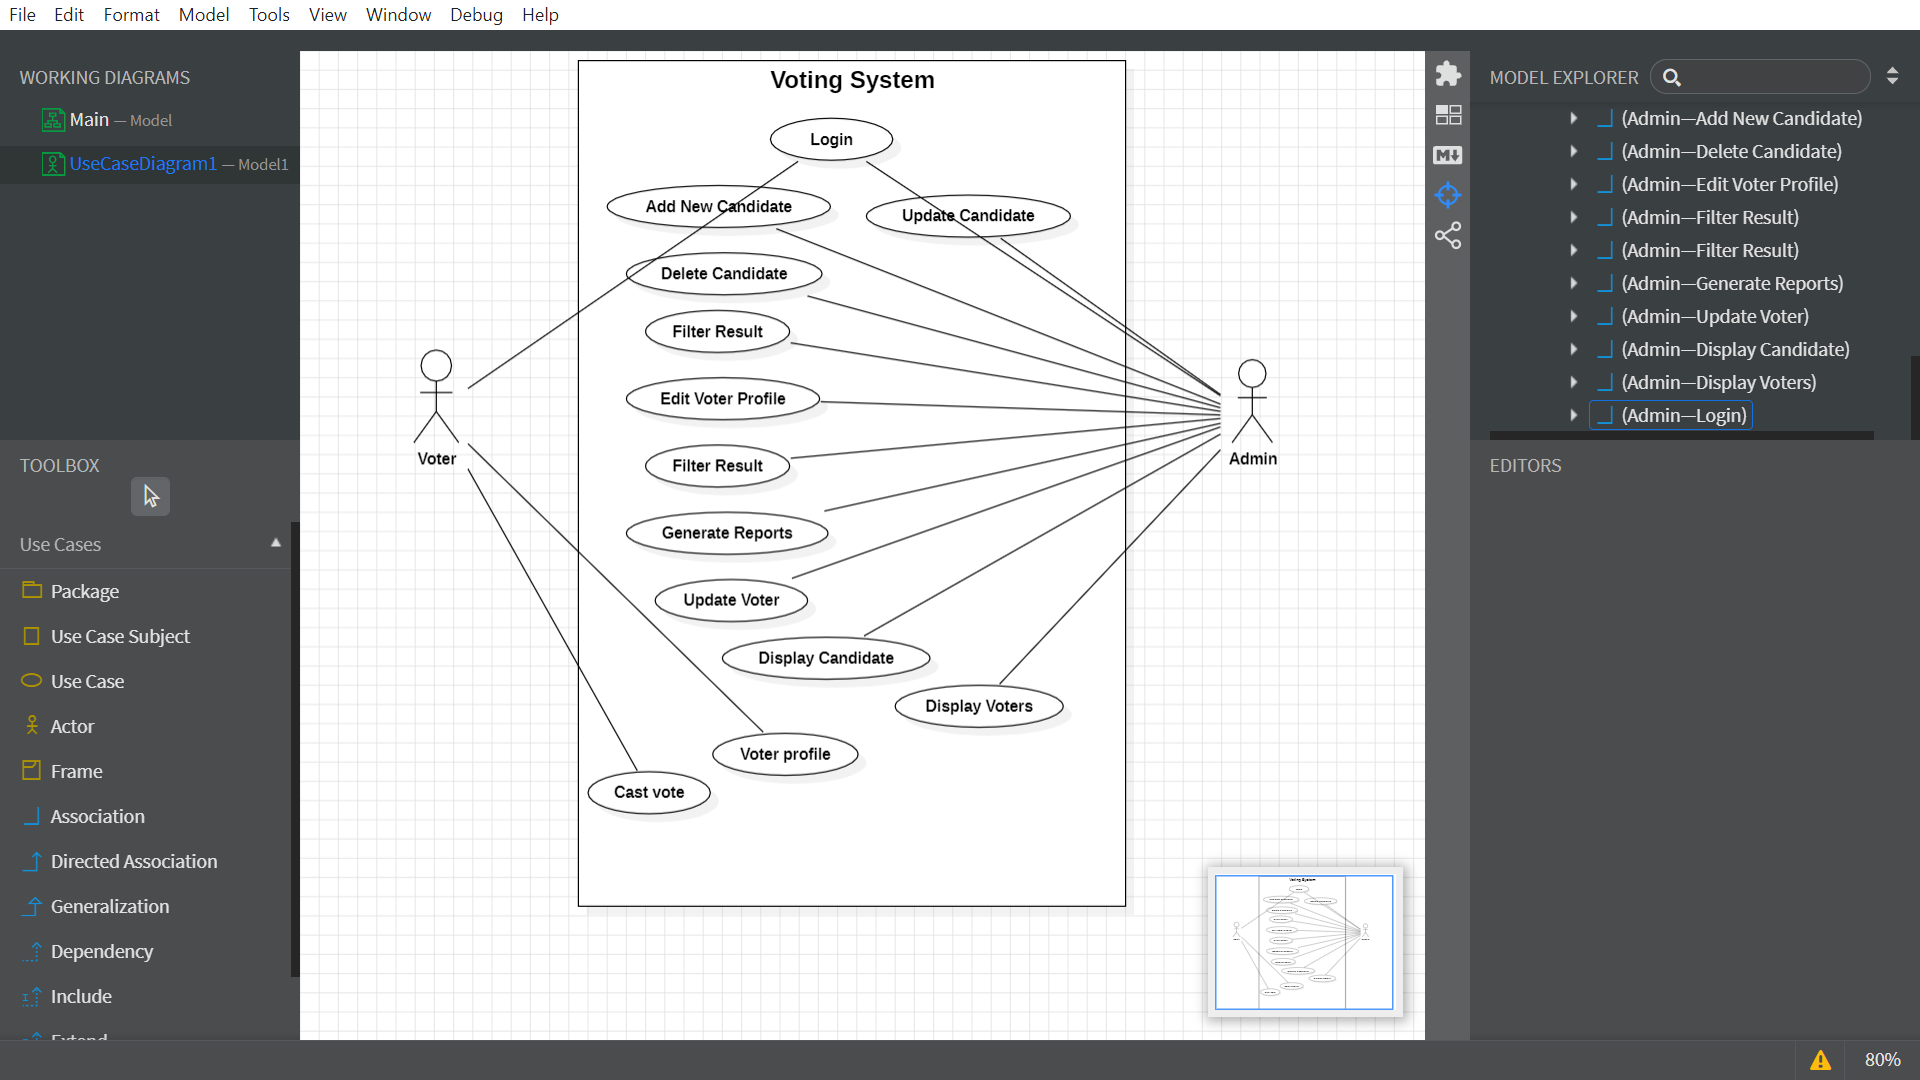 File Edit Format Model Tools View Window Debug Help
WORKING DIAGRAMS
Main — Model
UseCaseDiagram1 — Model1
TOOLBOX
Use Cases
Package
Use Case Subject
Use Case
Actor
Frame
Association
Directed Association
Generalization
Dependency
Include
Extend
Voting System
Login
Add New Candidate
Update Candidate
Delete Candidate
Filter Result
Edit Voter Profile
Filter Result
Generate Reports
Update Voter
Display Candidate
Display Voters
Voter profile
Cast vote
Voter
Admin
M
MODEL EXPLORER
(Admin—Add New Candidate)
(Admin—Delete Candidate)
(Admin—Edit Voter Profile)
(Admin—Filter Result)
(Admin—Filter Result)
(Admin—Generate Reports)
(Admin—Update Voter)
(Admin—Display Candidate)
(Admin—Display Voters)
(Admin—Login)
EDITORS
Voting System
80%